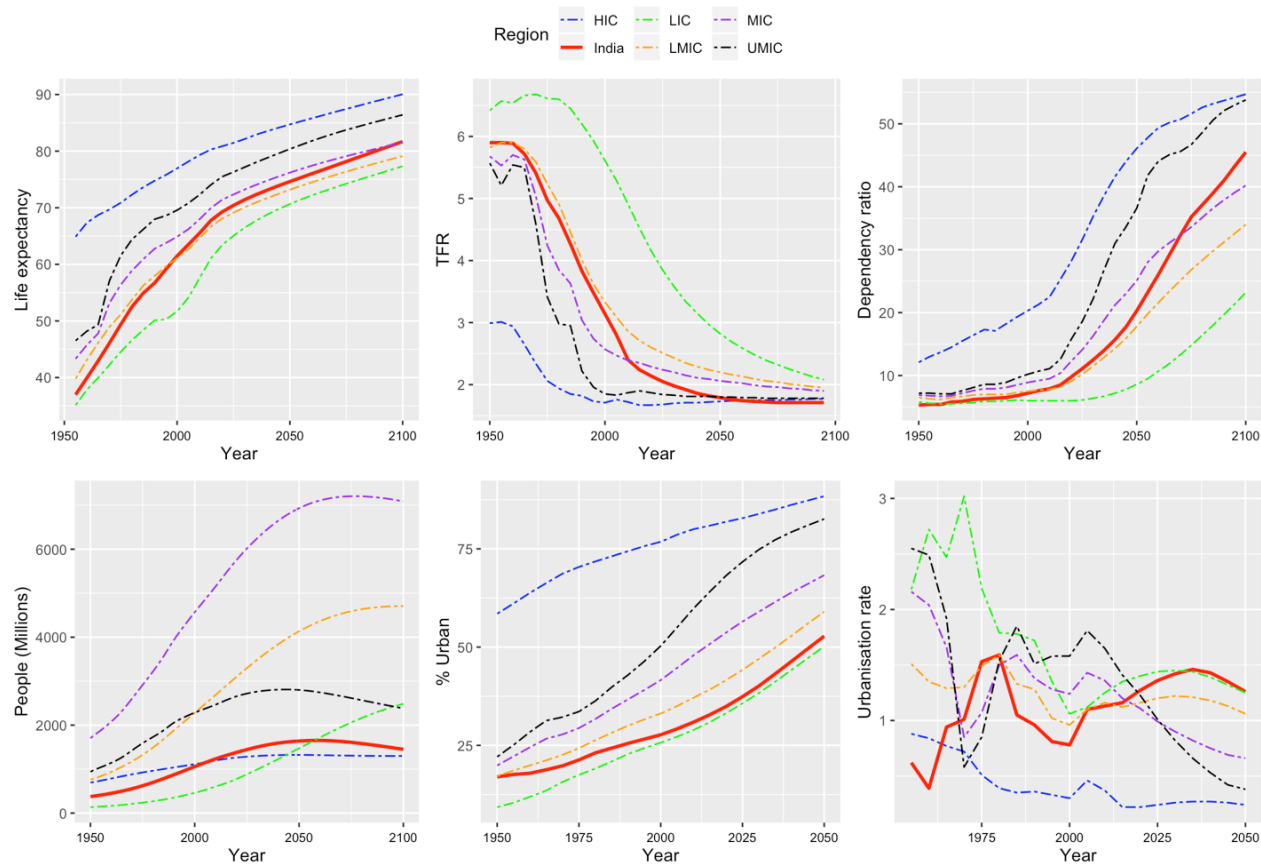 Region
HIC LIC MIC
India LMIC UMIC
Life expectancy
90
80
70
60
50
40
1950 2000 2050 2100
Year
TFR
6
5
4
3
2
1950 2000 2050 2100
Year
Dependency ratio
50
40
30
20
10
1950 2000 2050 2100
Year
People (Millions)
6000
4000
2000
0
1950 2000 2050 2100
Year
% Urban
75
50
25
1950 1975 2000 2025 2050
Year
Urbanisation rate
3
2
1
1975 2000 2025 2050
Year